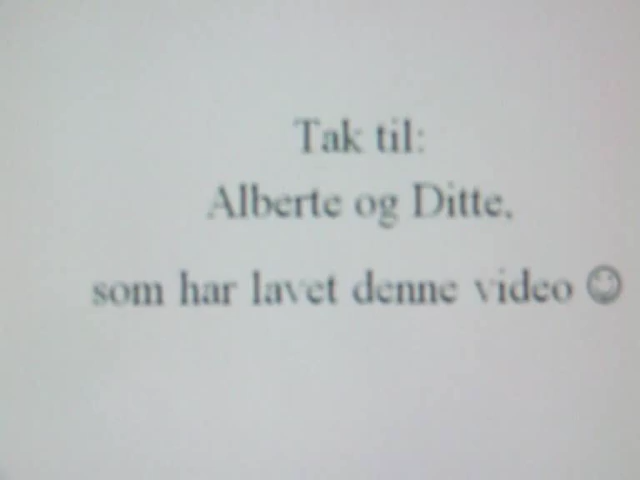 Tak til:
Alberte og Ditte,
som har lavet denne video ☺